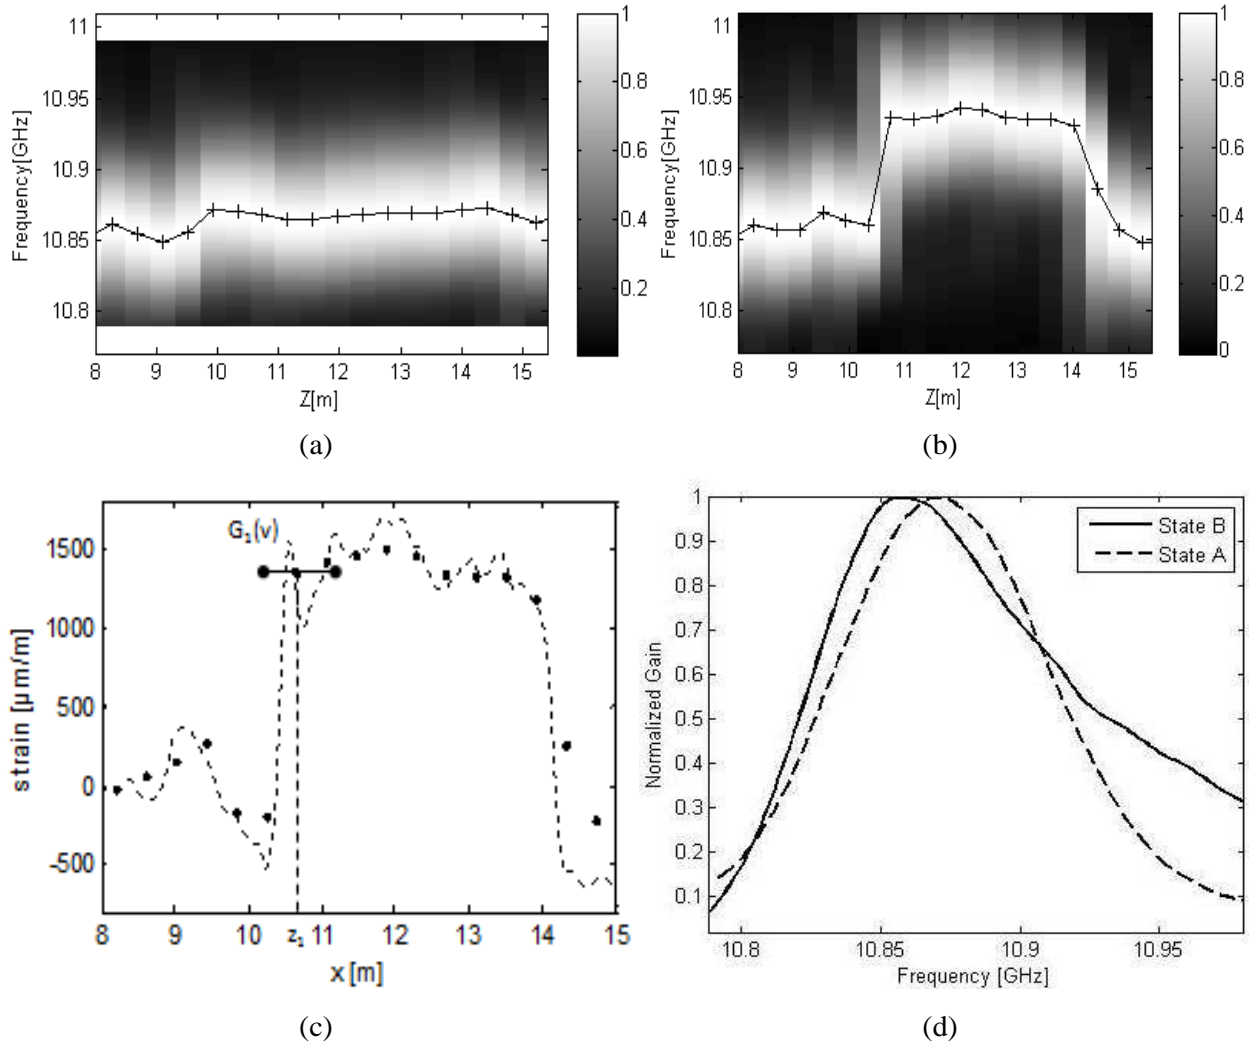 11
10.95
10.9
10.85
10.8
Frequency[GHz]
8 9 10 11 12 13 14 15
Z[m]
1
0.8
0.6
0.4
0.2
(a)
11
10.95
10.9
10.85
10.8
Frequency[GHz]
8 9 10 11 12 13 14 15
Z[m]
1
0.8
0.6
0.4
0.2
0
(b)
1500
1000
500
0
-500
strain [µm/m]
G₁(v)
8 9 10 z₁ 11 12 13 14 15
x [m]
(c)
1
0.9
0.8
0.7
0.6
0.5
0.4
0.3
0.2
0.1
Normalized Gain
State B
State A
10.8 10.85 10.9 10.95
Frequency [GHz]
(d)